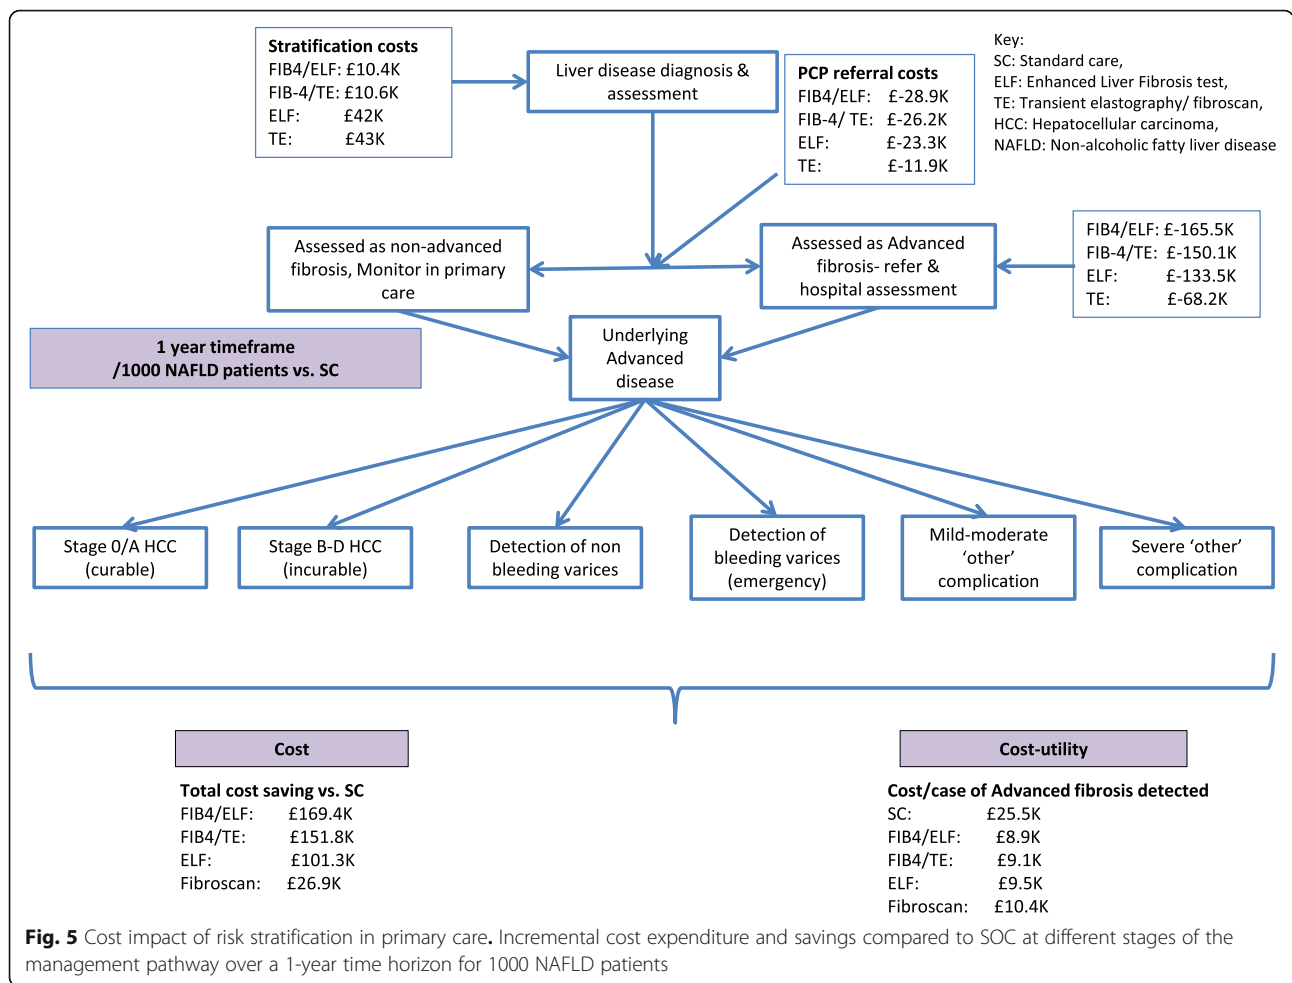 Stratification costs
FIB4/ELF: £10.4K
FIB-4/TE: £10.6K
ELF: £42K
TE: £43K
Liver disease diagnosis &
assessment
PCP referral costs
FIB4/ELF: £-28.9K
FIB-4/ TE: £-26.2K
ELF: £-23.3K
TE: £-11.9K
Key:
SC: Standard care,
ELF: Enhanced Liver Fibrosis test,
TE: Transient elastography/ fibroscan,
HCC: Hepatocellular carcinoma,
NAFLD: Non-alcoholic fatty liver disease
Assessed as non-advanced
fibrosis, Monitor in primary
care
Assessed as Advanced
fibrosis- refer &
hospital assessment
FIB4/ELF: £-165.5K
FIB-4/TE: £-150.1K
ELF: £-133.5K
TE: £-68.2K
1 year timeframe
/1000 NAFLD patients vs. SC
Underlying
Advanced
disease
Stage 0/A HCC
(curable)
Stage B-D HCC
(incurable)
Detection of non
bleeding varices
Detection of
bleeding varices
(emergency)
Mild-moderate
‘other’
complication
Severe ‘other’
complication
Cost
Total cost saving vs. SC
FIB4/ELF: £169.4K
FIB4/TE: £151.8K
ELF: £101.3K
Fibroscan: £26.9K
Cost-utility
Cost/case of Advanced fibrosis detected
SC: £25.5K
FIB4/ELF: £8.9K
FIB4/TE: £9.1K
ELF: £9.5K
Fibroscan: £10.4K
Fig. 5 Cost impact of risk stratification in primary care. Incremental cost expenditure and savings compared to SOC at different stages of the
management pathway over a 1-year time horizon for 1000 NAFLD patients